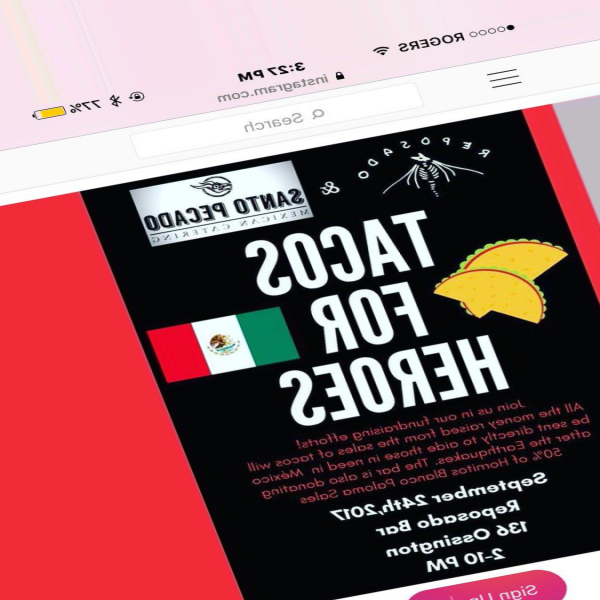 ROGERS
3:27 PM
77%
instagram.com
Search
REPOSADO &
SANTO PECADO
MEXICAN CATERING
TACOS
FOR
HEROES
Join us in our fundraising efforts!
All the money raised from the sales of tacos will
be sent directly to aide those in need in México
after the Earthquakes. The bar is also donating
50% of Hornitos Blanco Paloma Sales
September 24th, 2017
Reposado Bar
136 Ossington
2-10 PM
Sign Up